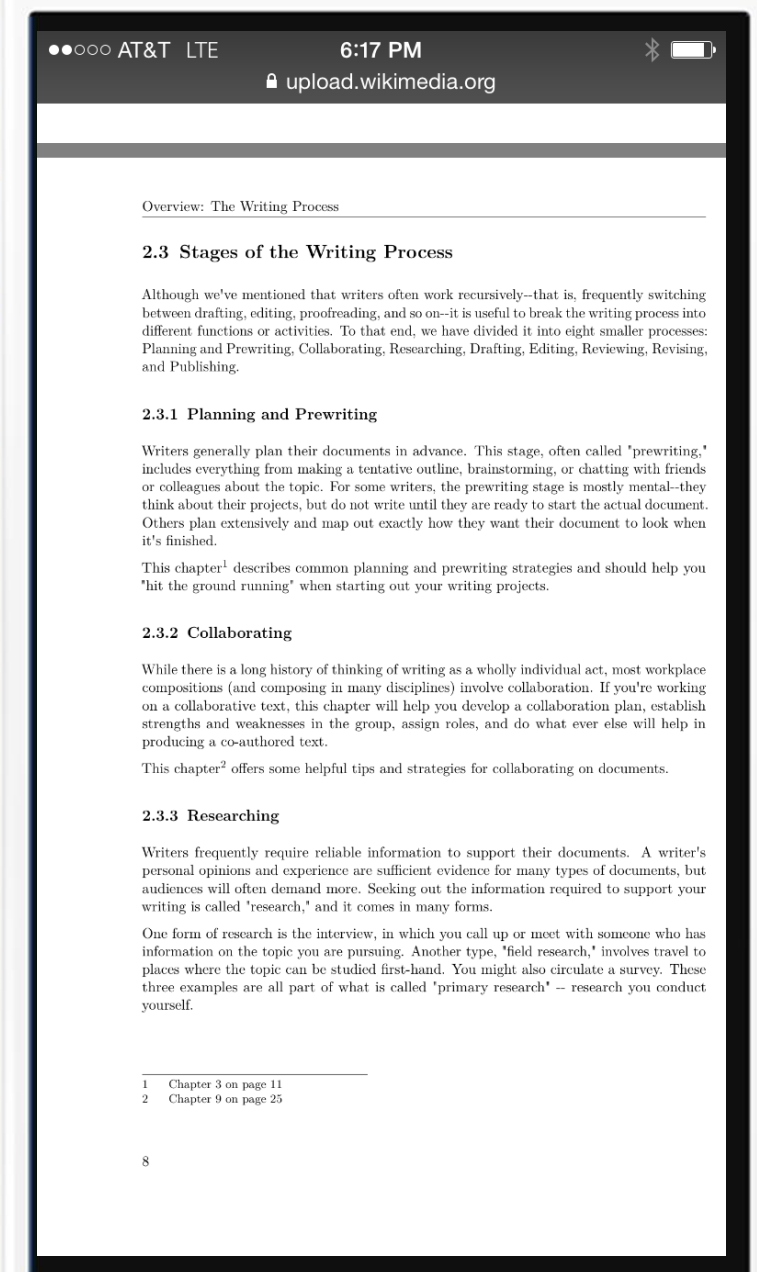 AT&T LTE 6:17 PM
upload.wikimedia.org
Overview: The Writing Process
2.3 Stages of the Writing Process
Although we've mentioned that writers often work recursively--that is, frequently switching
between drafting, editing, proofreading, and so on--it is useful to break the writing process into
different functions or activities. To that end, we have divided it into eight smaller processes:
Planning and Prewriting, Collaborating, Researching, Drafting, Editing, Reviewing, Revising,
and Publishing.
2.3.1 Planning and Prewriting
Writers generally plan their documents in advance. This stage, often called "prewriting,"
includes everything from making a tentative outline, brainstorming, or chatting with friends
or colleagues about the topic. For some writers, the prewriting stage is mostly mental--they
think about their projects, but do not write until they are ready to start the actual document.
Others plan extensively and map out exactly how they want their document to look when
it's finished.
This chapter1 describes common planning and prewriting strategies and should help you
"hit the ground running" when starting out your writing projects.
2.3.2 Collaborating
While there is a long history of thinking of writing as a wholly individual act, most workplace
compositions (and composing in many disciplines) involve collaboration. If you're working
on a collaborative text, this chapter will help you develop a collaboration plan, establish
strengths and weaknesses in the group, assign roles, and do what ever else will help in
producing a co-authored text.
This chapter2 offers some helpful tips and strategies for collaborating on documents.
2.3.3 Researching
Writers frequently require reliable information to support their documents. A writer's
personal opinions and experience are sufficient evidence for many types of documents, but
audiences will often demand more. Seeking out the information required to support your
writing is called "research," and it comes in many forms.
One form of research is the interview, in which you call up or meet with someone who has
information on the topic you are pursuing. Another type, "field research," involves travel to
places where the topic can be studied first-hand. You might also circulate a survey. These
three examples are all part of what is called "primary research" -- research you conduct
yourself.
1 Chapter 3 on page 11
2 Chapter 9 on page 25
8